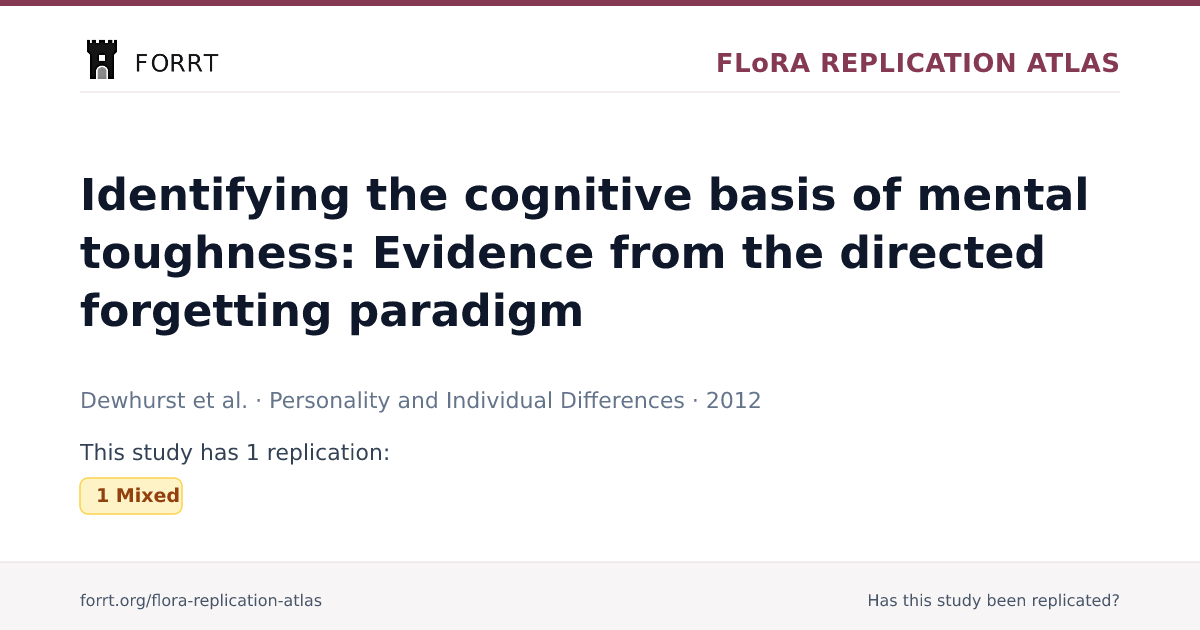 FORRT
FLoRA REPLICATION ATLAS
Identifying the cognitive basis of mental
toughness: Evidence from the directed
forgetting paradigm
Dewhurst et al. · Personality and Individual Differences · 2012
This study has 1 replication:
1 Mixed
forrt.org/flora-replication-atlas
Has this study been replicated?